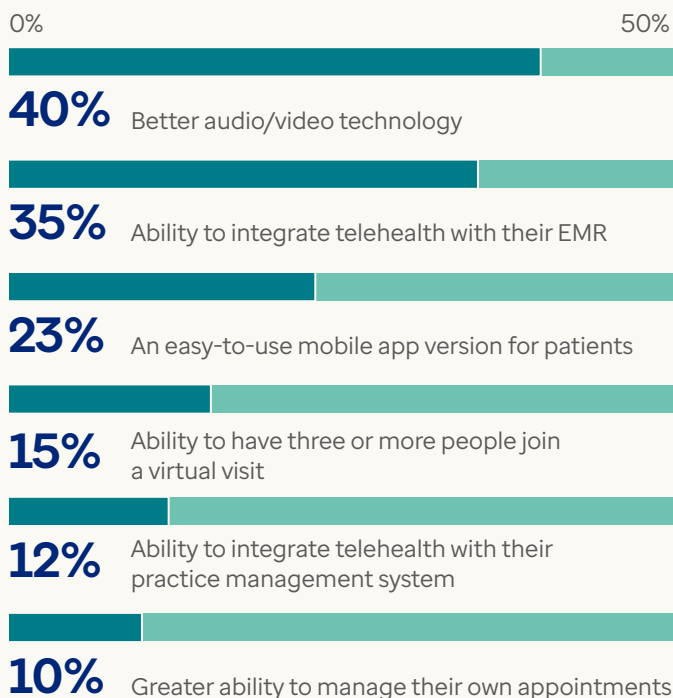 0% 50%
40% Better audio/video technology
35% Ability to integrate telehealth with their EMR
23% An easy-to-use mobile app version for patients
15% Ability to have three or more people join
a virtual visit
12% Ability to integrate telehealth with their
practice management system
10% Greater ability to manage their own appointments